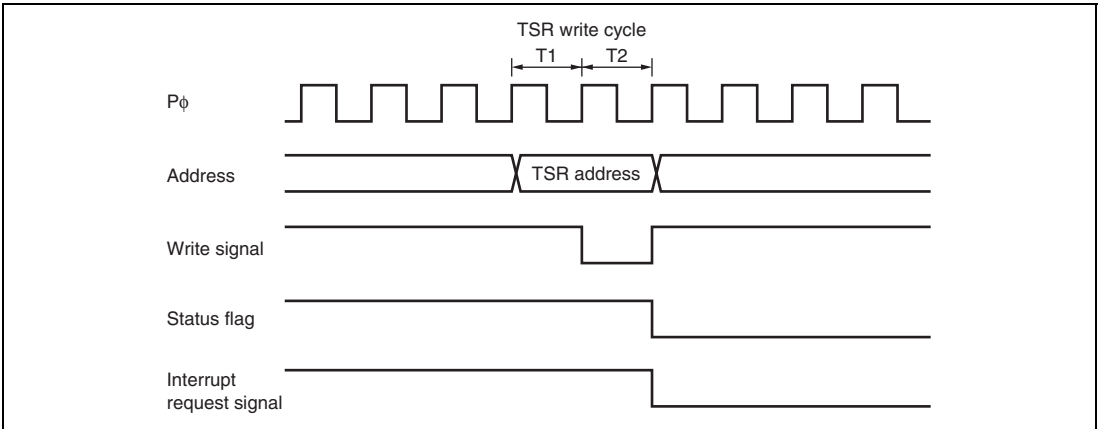 TSR write cycle
T1 T2
Pϕ
Address
TSR address
Write signal
Status flag
Interrupt
request signal